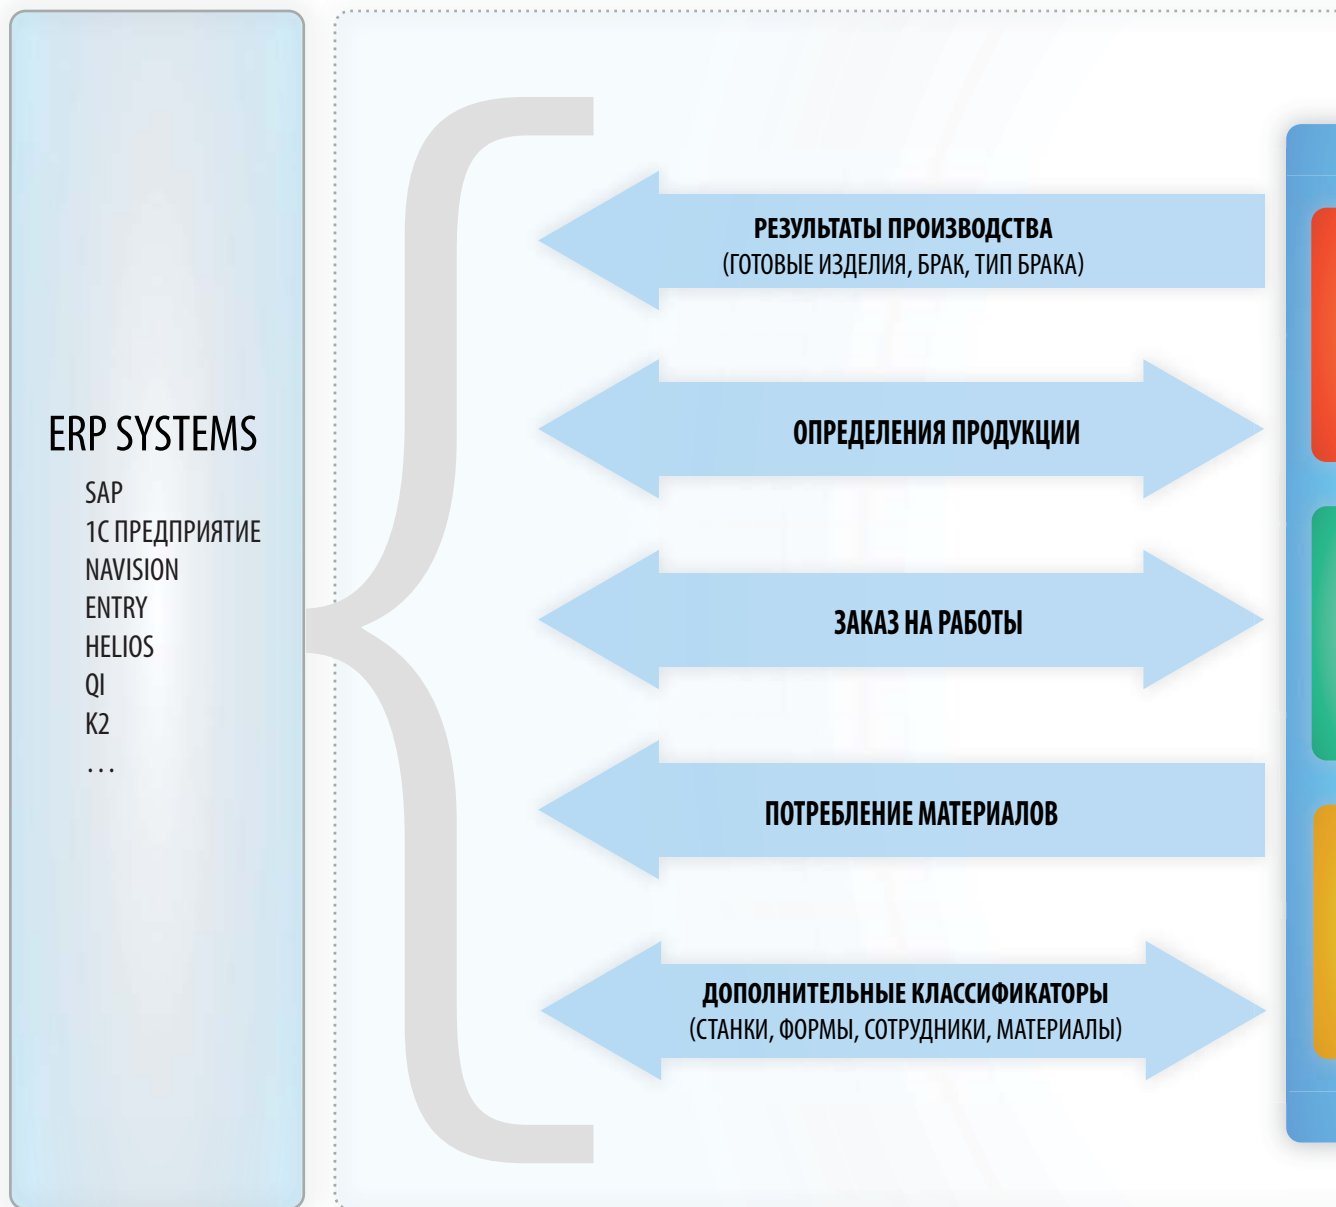 ERP SYSTEMS
SAP
1С ПРЕДПРИЯТИЕ
NAVISION
ENTRY
HELIOS
QI
K2
...
РЕЗУЛЬТАТЫ ПРОИЗВОДСТВА
(ГОТОВЫЕ ИЗДЕЛИЯ, БРАК, ТИП БРАКА)
ОПРЕДЕЛЕНИЯ ПРОДУКЦИИ
ЗАКАЗ НА РАБОТЫ
ПОТРЕБЛЕНИЕ МАТЕРИАЛОВ
ДОПОЛНИТЕЛЬНЫЕ КЛАССИФИКАТОРЫ
(СТАНКИ, ФОРМЫ, СОТРУДНИКИ, МАТЕРИАЛЫ)